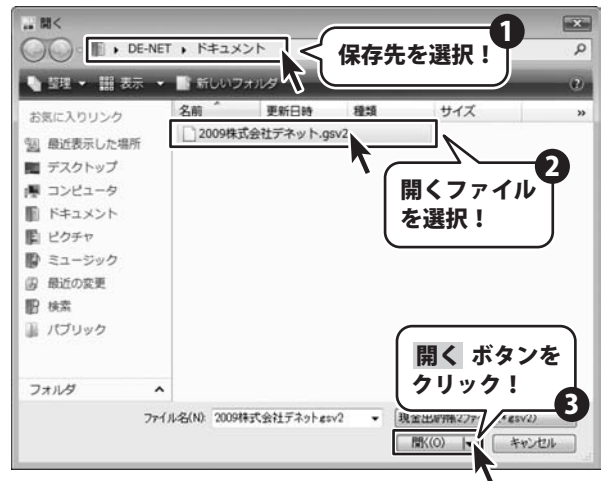 開く
1
DE-NET ▸ ドキュメント
保存先を選択！
整理 表示 新しいフォルダ
お気に入りリンク
名前 更新日時 種類 サイズ »
最近表示した場所
2009株式会社デネット.gsv2
デスクトップ
2
コンピュータ
開くファイル
を選択！
ドキュメント
ピクチャ
ミュージック
最近の変更
検索
パブリック
開く ボタンを
クリック！
フォルダ
3
ファイル名(N): 2009株式会社デネット.gsv2
gsv2)
開く(O) キャンセル